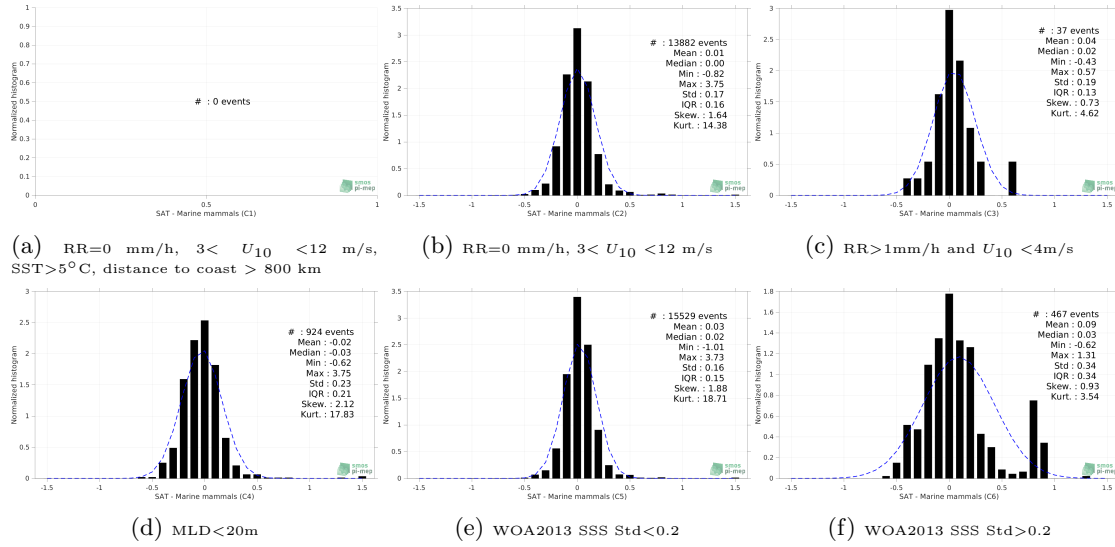 1
0.9
0.8
0.7
0.6
0.5
0.4
0.3
0.2
0.1
0
Normalized histogram
# : 0 events
smos
pi-mep
0 0.5 1
SAT - Marine mammals (C1)
(a) RR=0 mm/h, 3< U10 <12 m/s,
SST>5°C, distance to coast > 800 km
3.5
3
2.5
2
1.5
1
0.5
0
Normalized histogram
# : 13882 events
Mean : 0.01
Median : 0.00
Min : -0.82
Max : 3.75
Std : 0.17
IQR : 0.16
Skew. : 1.64
Kurt. : 14.38
smos
pi-mep
-1.5 -1 -0.5 0 0.5 1 1.5
SAT - Marine mammals (C2)
(b) RR=0 mm/h, 3< U10 <12 m/s
3
2.5
2
1.5
1
0.5
0
Normalized histogram
# : 37 events
Mean : 0.04
Median : 0.02
Min : -0.43
Max : 0.57
Std : 0.19
IQR : 0.13
Skew. : 0.73
Kurt. : 4.62
smos
pi-mep
-1.5 -1 -0.5 0 0.5 1 1.5
SAT - Marine mammals (C3)
(c) RR>1mm/h and U10 <4m/s
3
2.5
2
1.5
1
0.5
0
Normalized histogram
# : 924 events
Mean : -0.02
Median : -0.03
Min : -0.62
Max : 3.75
Std : 0.23
IQR : 0.21
Skew. : 2.12
Kurt. : 17.83
smos
pi-mep
-1.5 -1 -0.5 0 0.5 1 1.5
SAT - Marine mammals (C4)
(d) MLD<20m
3.5
3
2.5
2
1.5
1
0.5
0
Normalized histogram
# : 15529 events
Mean : 0.03
Median : 0.02
Min : -1.01
Max : 3.73
Std : 0.16
IQR : 0.15
Skew. : 1.88
Kurt. : 18.71
smos
pi-mep
-1.5 -1 -0.5 0 0.5 1 1.5
SAT - Marine mammals (C5)
(e) WOA2013 SSS Std<0.2
1.8
1.6
1.4
1.2
1
0.8
0.6
0.4
0.2
0
Normalized histogram
# : 467 events
Mean : 0.09
Median : 0.03
Min : -0.62
Max : 1.31
Std : 0.34
IQR : 0.34
Skew. : 0.93
Kurt. : 3.54
smos
pi-mep
-1.5 -1 -0.5 0 0.5 1 1.5
SAT - Marine mammals (C6)
(f) WOA2013 SSS Std>0.2